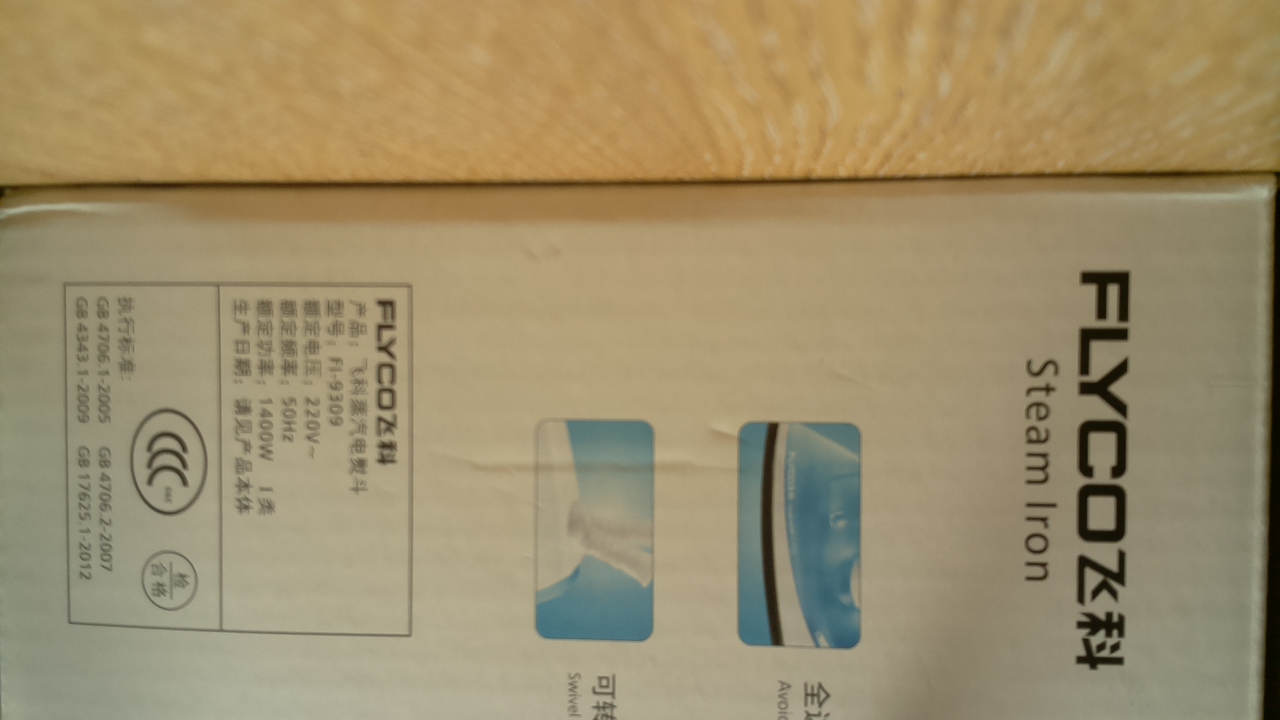 FLYCO飞科
Steam Iron
Avoid
可转
Swivel
FLYCO飞科
产品：飞科蒸汽电熨斗
型号：FI-9309
额定电压：220V~
额定频率：50Hz
额定功率：1400W I类
生产日期：请见产品本体
检
合格
执行标准：
GB 4706.1-2005 GB 4706.2-2007
GB 4343.1-2009 GB 17625.1-2012